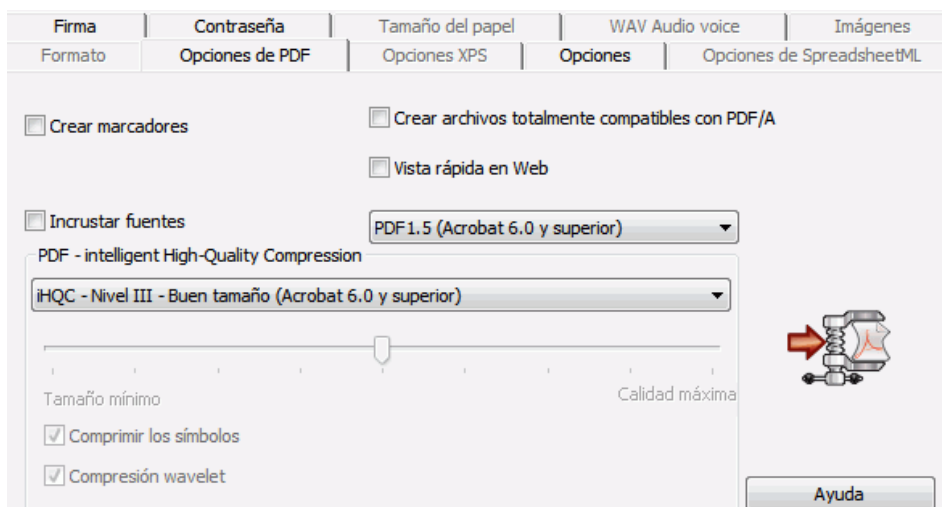 Firma Contraseña Tamaño del papel WAV Audio voice Imágenes
Formato Opciones de PDF Opciones XPS Opciones Opciones de SpreadsheetML
Crear marcadores
Crear archivos totalmente compatibles con PDF/A
Vista rápida en Web
Incrustar fuentes
PDF1.5 (Acrobat 6.0 y superior)
PDF - intelligent High-Quality Compression
iHQC - Nivel III - Buen tamaño (Acrobat 6.0 y superior)
Tamaño mínimo Calidad máxima
Comprimir los símbolos
Compresión wavelet
Ayuda